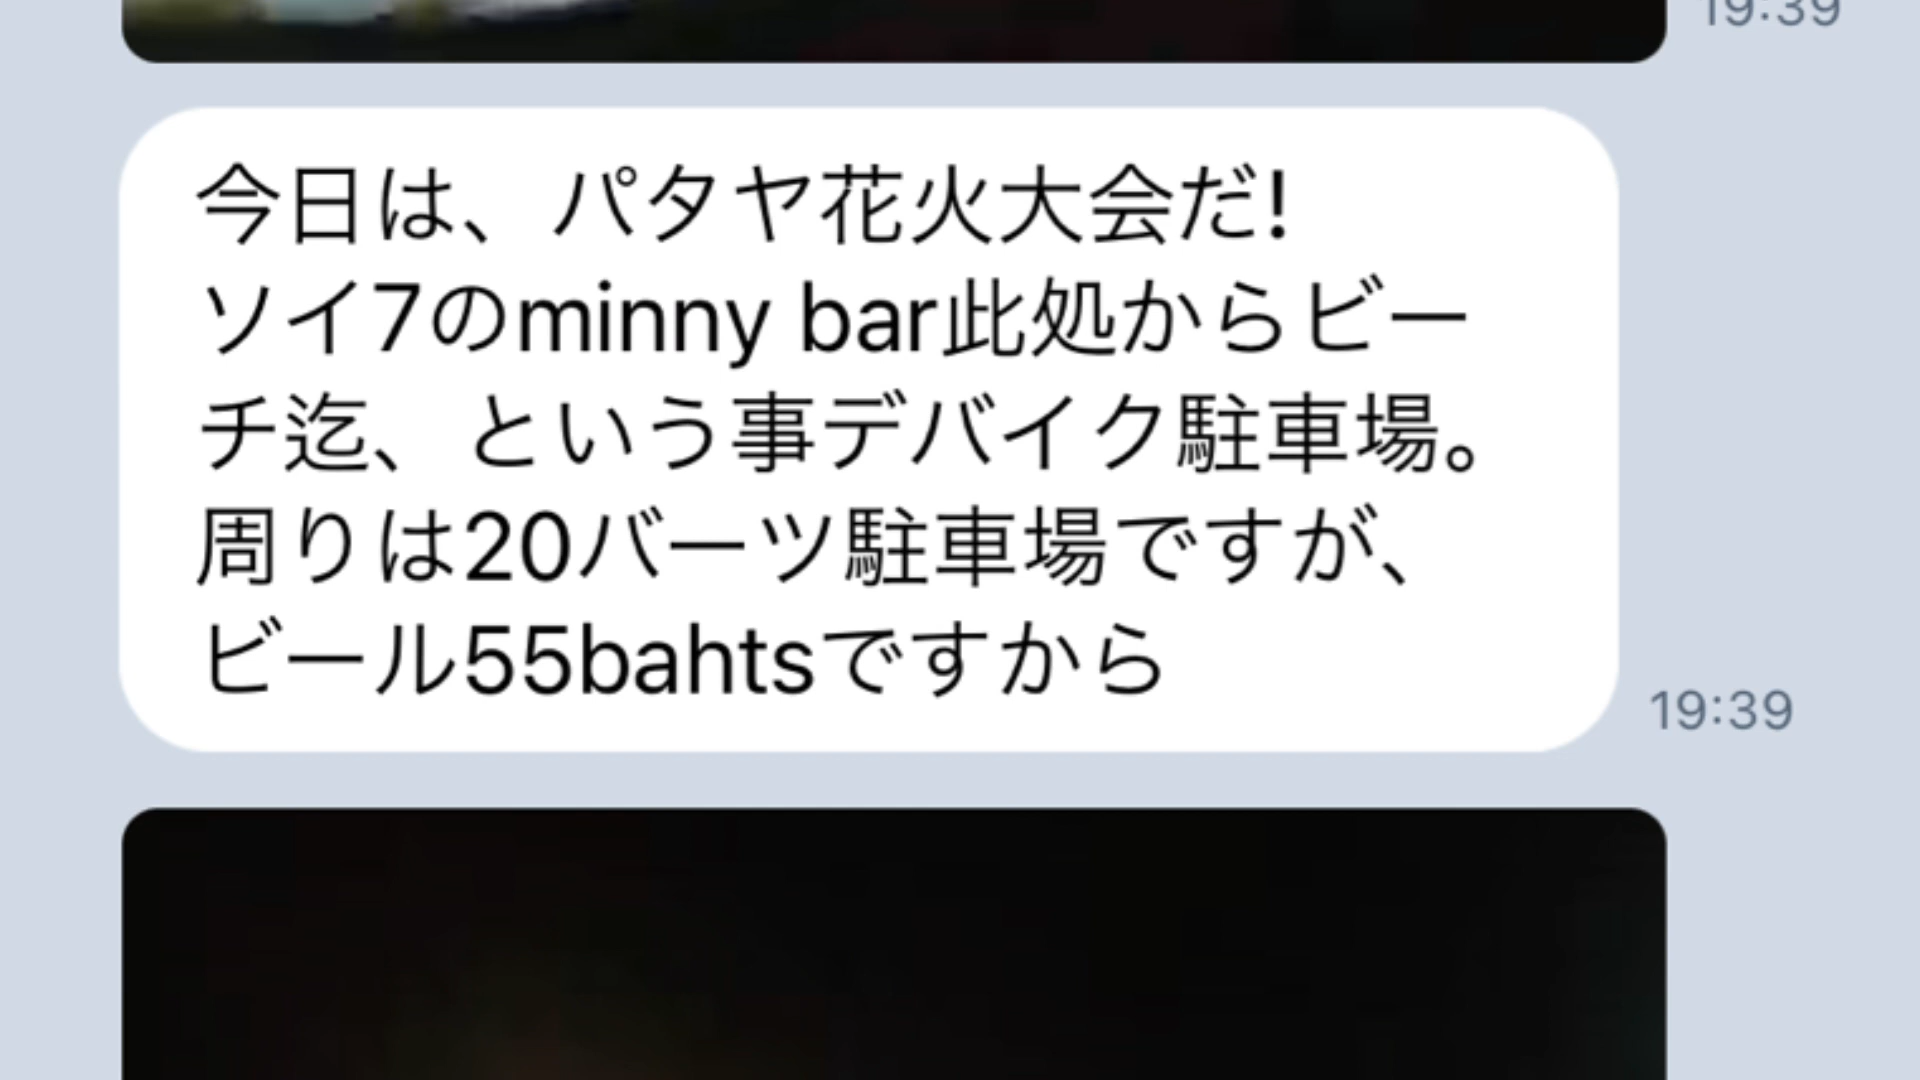 19:39
今日は、パタヤ花火大会だ!
ソイ7のminny bar此処からビー
チ迄、という事デバイク駐車場。
周りは20バーツ駐車場ですが、
ビール55bahtsですから
19:39